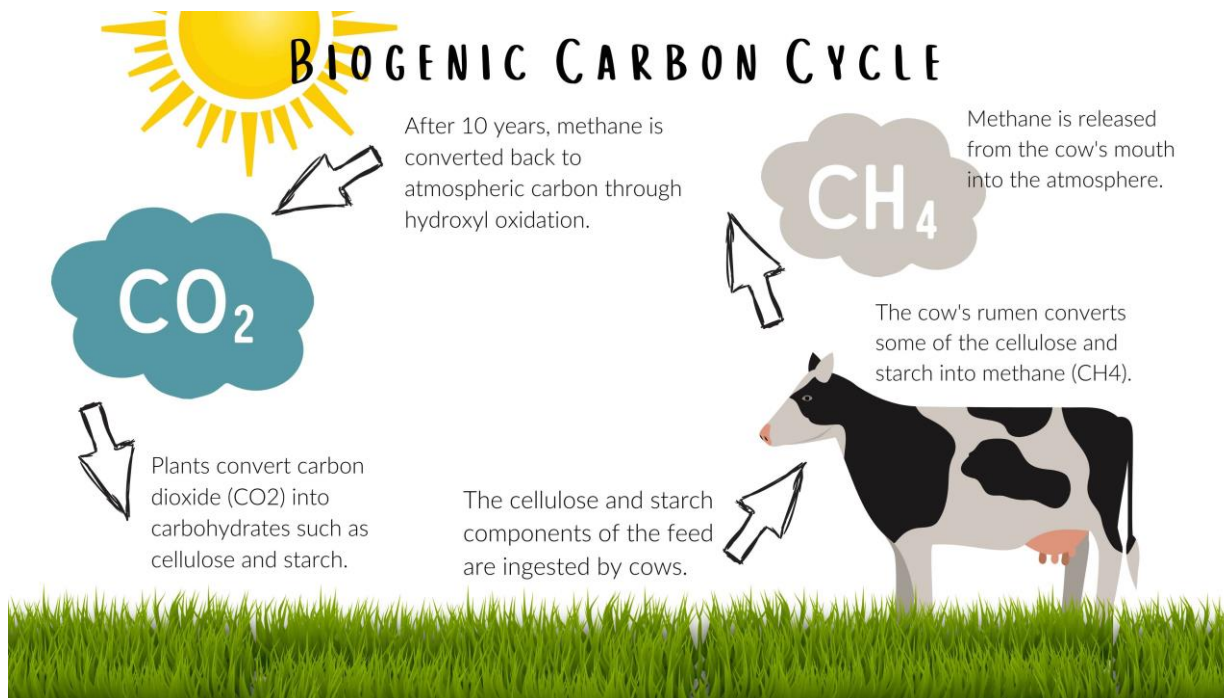 BIOGENIC CARBON CYCLE
After 10 years, methane is
converted back to
atmospheric carbon through
hydroxyl oxidation.
CH4
Methane is released
from the cow's mouth
into the atmosphere.
CO2
The cow's rumen converts
some of the cellulose and
starch into methane (CH4).
Plants convert carbon
dioxide (CO2) into
carbohydrates such as
cellulose and starch.
The cellulose and starch
components of the feed
are ingested by cows.